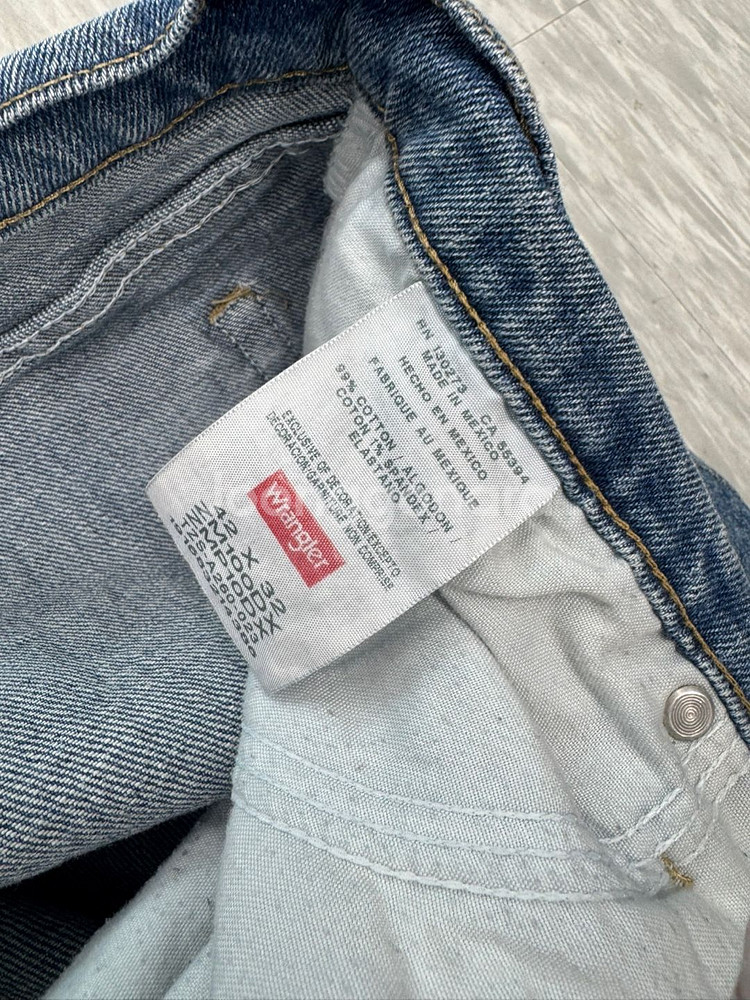 RN 130273 CA 55394
MADE IN MEXICO
HECHO EN MEXICO
FABRIQUE AU MEXIQUE
99% COTTON / ALGODON /
COTON 1% SPANDEX /
ELASTANO
EXCLUSIVE OF DECORATION/EXCEPTO
DECORACION/GARNITURE NON COMPRISE
Wrangler
42 X 32